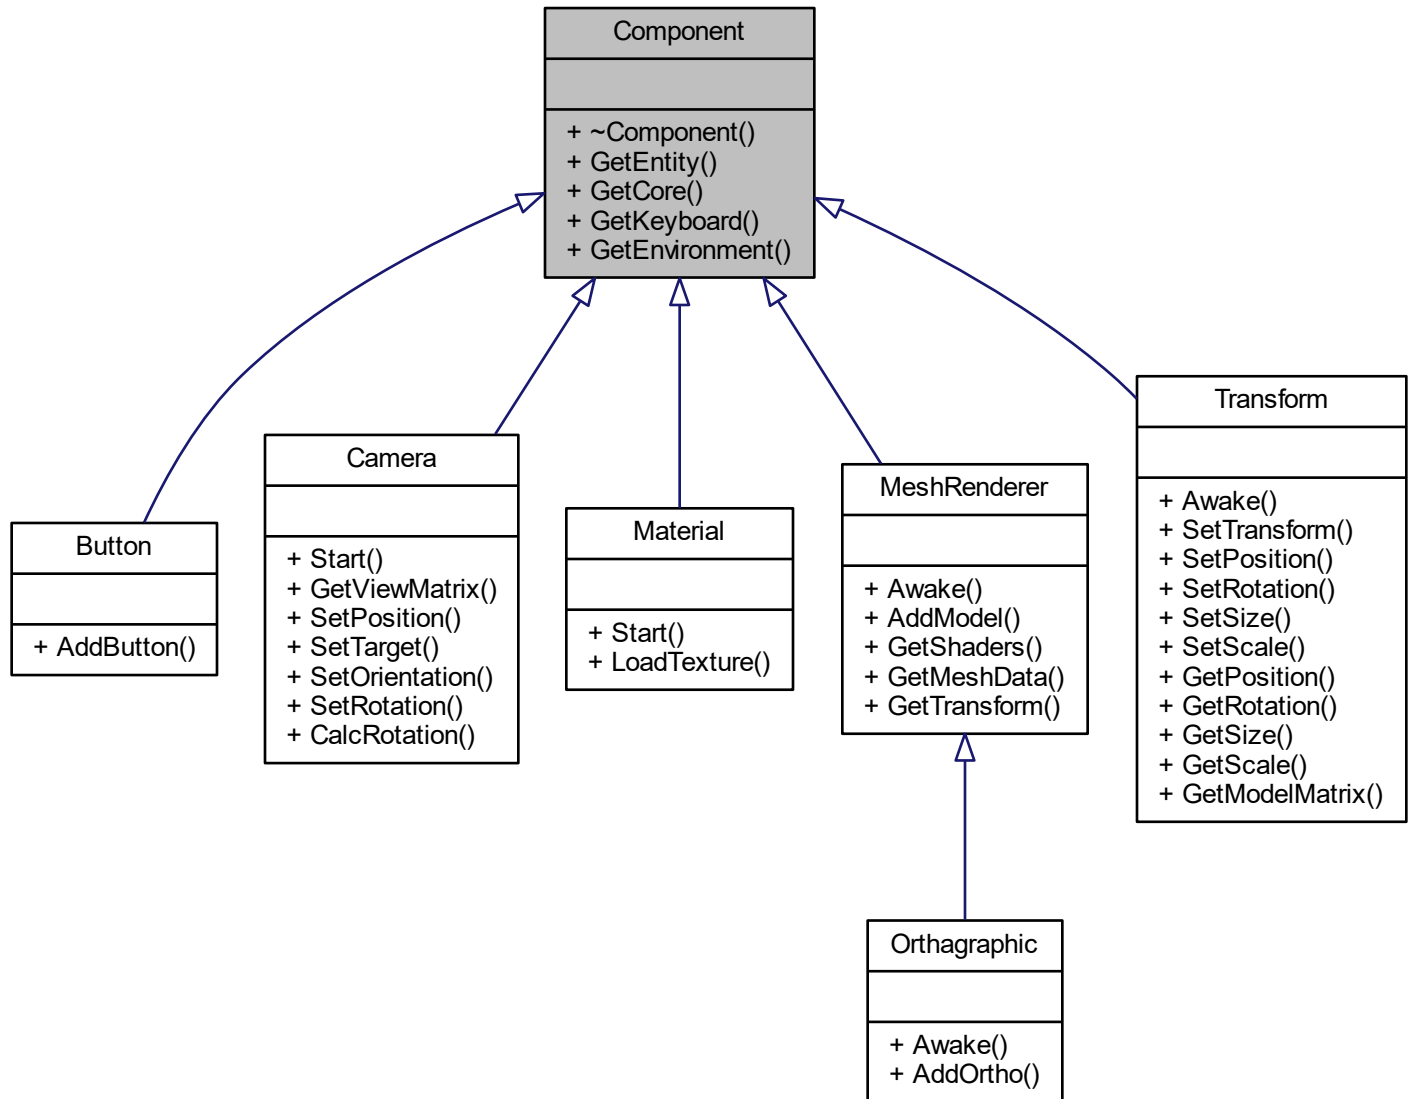 Component
+ ~Component()
+ GetEntity()
+ GetCore()
+ GetKeyboard()
+ GetEnvironment()
Button
+ AddButton()
Camera
+ Start()
+ GetViewMatrix()
+ SetPosition()
+ SetTarget()
+ SetOrientation()
+ SetRotation()
+ CalcRotation()
Material
+ Start()
+ LoadTexture()
MeshRenderer
+ Awake()
+ AddModel()
+ GetShaders()
+ GetMeshData()
+ GetTransform()
Transform
+ Awake()
+ SetTransform()
+ SetPosition()
+ SetRotation()
+ SetSize()
+ SetScale()
+ GetPosition()
+ GetRotation()
+ GetSize()
+ GetScale()
+ GetModelMatrix()
Orthagraphic
+ Awake()
+ AddOrtho()